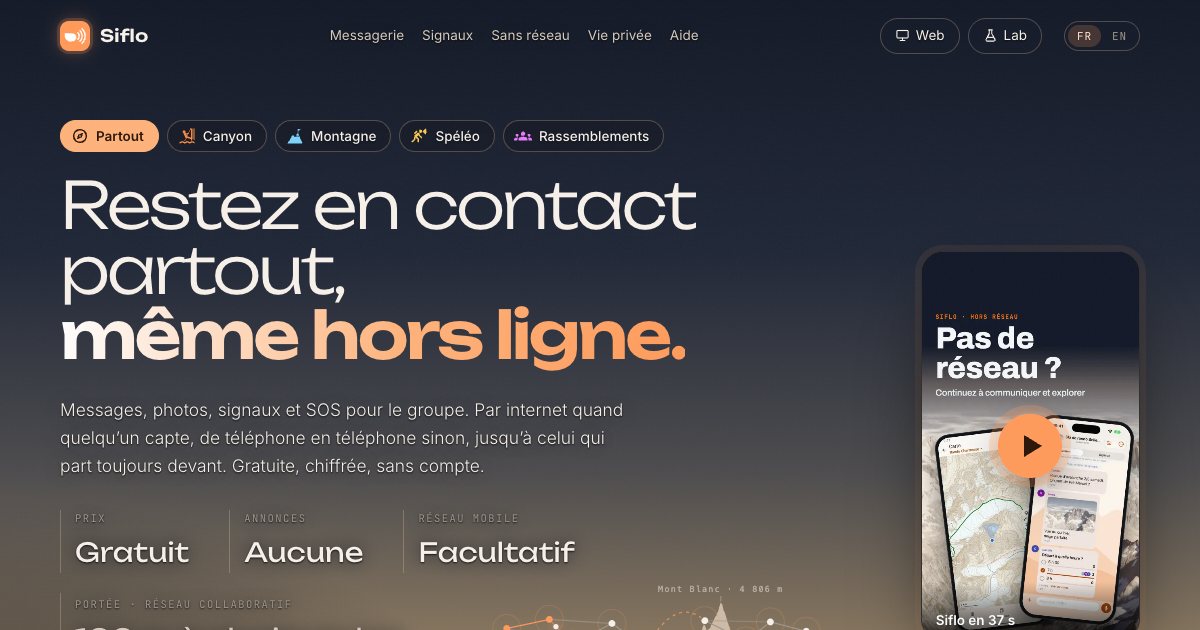 Siflo
Messagerie Signaux Sans réseau Vie privée Aide
Web Lab FR EN
Partout Canyon Montagne Spéléo Rassemblements
Restez en contact
partout,
même hors ligne.
Messages, photos, signaux et SOS pour le groupe. Par internet quand
quelqu’un capte, de téléphone en téléphone sinon, jusqu’à celui qui
part toujours devant. Gratuite, chiffrée, sans compte.
PRIX
Gratuit
ANNONCES
Aucune
RÉSEAU MOBILE
Facultatif
PORTÉE · RÉSEAU COLLABORATIF
Mont Blanc · 4 806 m
SIFLO · HORS RÉSEAU
Pas de
réseau ?
Continuez à communiquer et explorer
Siflo en 37 s